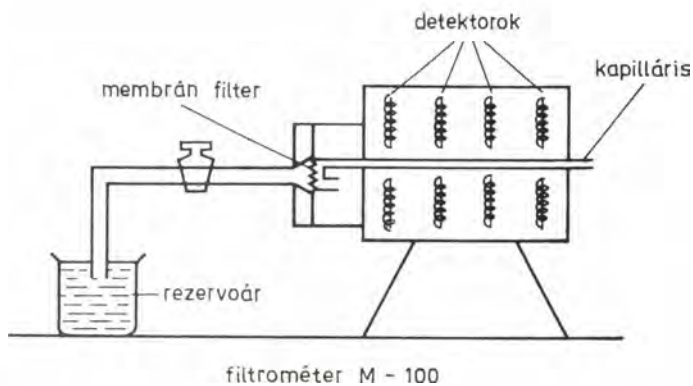 detektorok
kapilláris
membrán filter
rezervoár
filtrométer M - 100